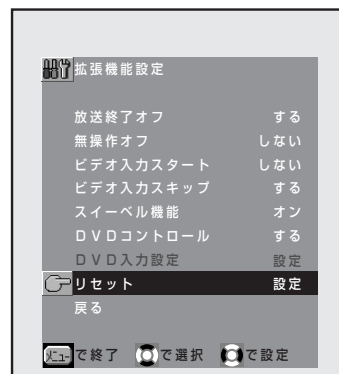 拡張機能設定
放送終了オフ する
無操作オフ しない
ビデオ入力スタート しない
ビデオ入力スキップ する
スイーベル機能 オン
DVDコントロール する
DVD入力設定 設定
リセット 設定
戻る
メニューで終了 で選択 で設定